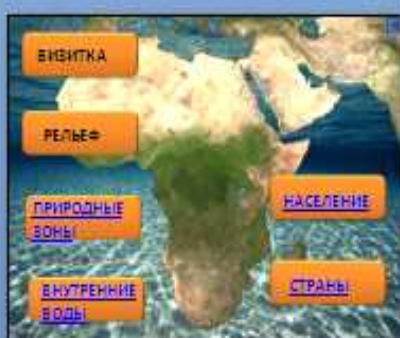 ВИЗИТКА
РЕЛЬЕФ
ПРИРОДНЫЕ
ЗОНЫ
ВНУТРЕННИЕ
ВОДЫ
НАСЕЛЕНИЕ
СТРАНЫ